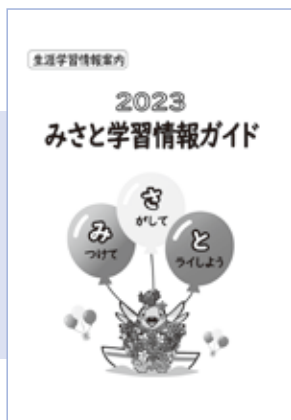 生涯学習情報案内
2023
みさと学習情報ガイド
み
つけて
さ
がして
と
ライしよう